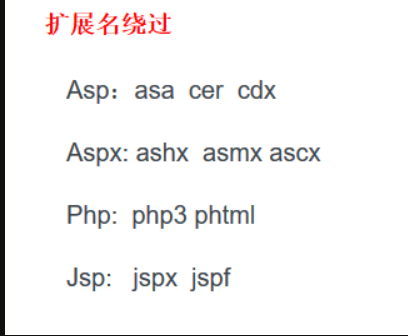 扩展名绕过
Asp：asa cer cdx
Aspx: ashx asmx ascx
Php: php3 phtml
Jsp: jspx jspf